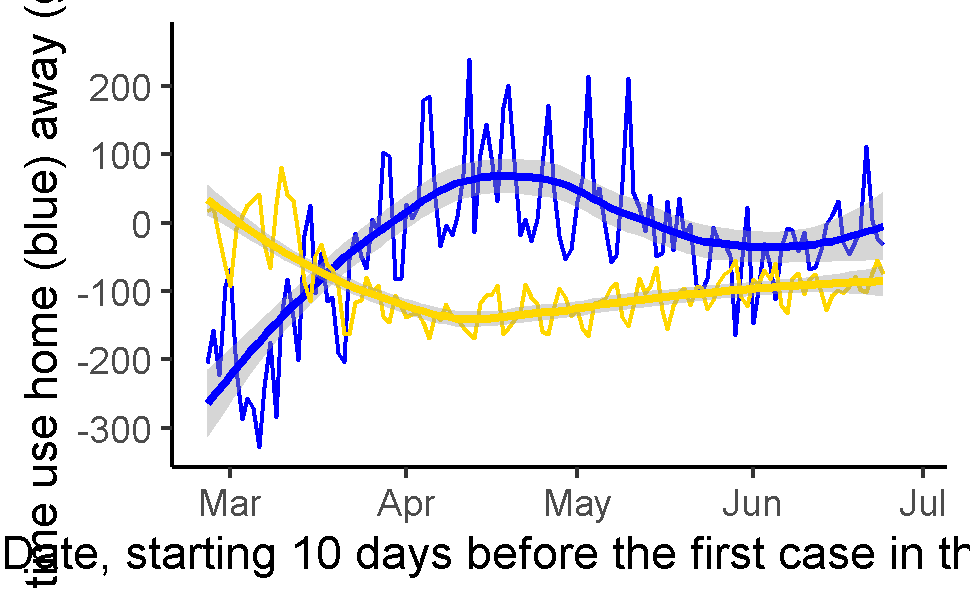 time use home (blue) away (
200
100
0
-100
-200
-300
Mar Apr May Jun Jul
Date, starting 10 days before the first case in th